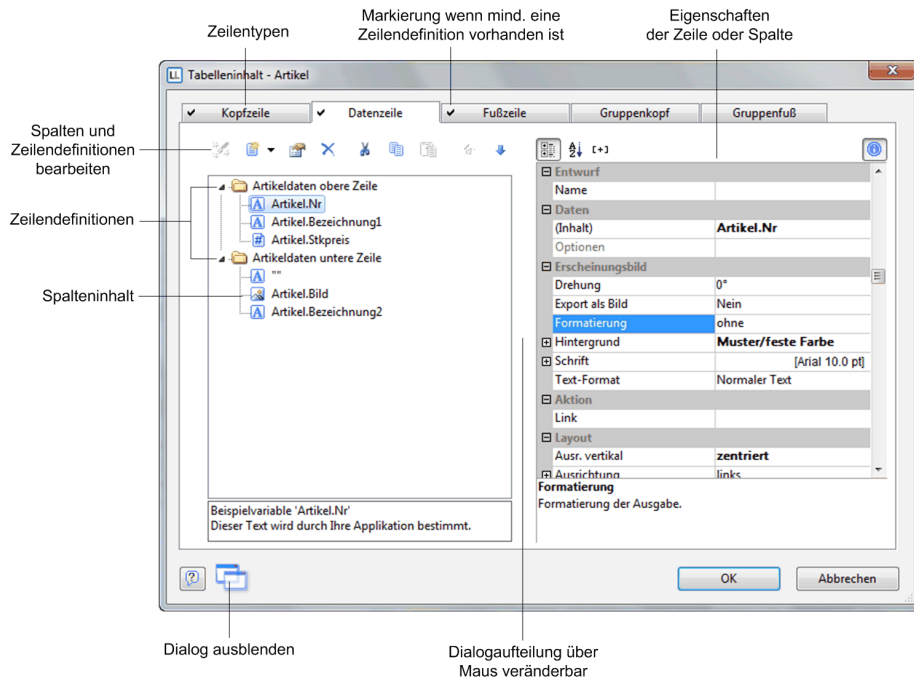 Zeilentypen
Markierung wenn mind. eine
Zeilendefinition vorhanden ist
Eigenschaften
der Zeile oder Spalte
LL Tabelleninhalt - Artikel
Kopfzeile
Datenzeile
Fußzeile
Gruppenkopf
Gruppenfuß
Spalten und
Zeilendefinitionen
bearbeiten
Zeilendefinitionen
Spalteninhalt
Artikeldaten obere Zeile
A Artikel.Nr
A Artikel.Bezeichnung1
# Artikel.Stkpreis
Artikeldaten untere Zeile
A ""
Artikel.Bild
A Artikel.Bezeichnung2
Beispielvariable 'Artikel.Nr'
Dieser Text wird durch Ihre Applikation bestimmt.
A Z [+]
Entwurf
Name
Daten
(Inhalt) Artikel.Nr
Optionen
Erscheinungsbild
Drehung 0°
Export als Bild Nein
Formatierung ohne
Hintergrund Muster/feste Farbe
Schrift [Arial 10.0 pt]
Text-Format Normaler Text
Aktion
Link
Layout
Ausr. vertikal zentriert
Ausrichtung links
Formatierung
Formatierung der Ausgabe.
OK
Abbrechen
Dialog ausblenden
Dialogaufteilung über
Maus veränderbar